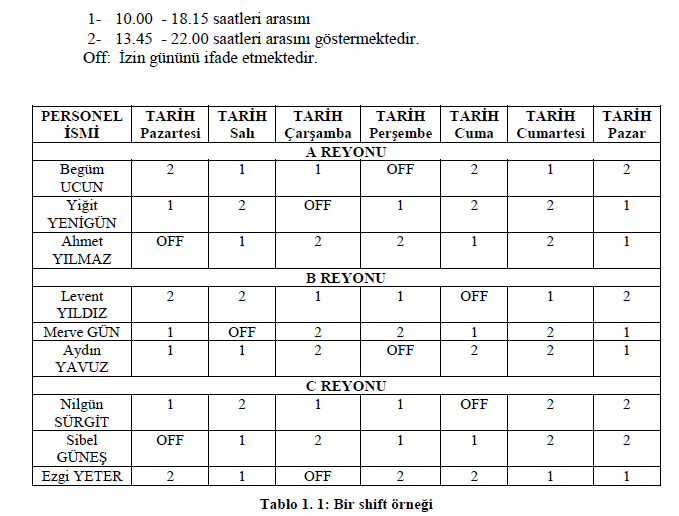 1- 10.00 - 18.15 saatleri arasını
2- 13.45 - 22.00 saatleri arasını göstermektedir.
Off: İzin gününü ifade etmektedir.
PERSONEL İSMİ TARİH Pazartesi TARİH Salı TARİH Çarşamba TARİH Perşembe TARİH Cuma TARİH Cumartesi TARİH Pazar
A REYONU
Begüm UCUN 2 1 1 OFF 2 1 2
Yiğit YENİGÜN 1 2 OFF 1 2 2 1
Ahmet YILMAZ OFF 1 2 2 1 2 1
B REYONU
Levent YILDIZ 2 2 1 1 OFF 1 2
Merve GÜN 1 OFF 2 2 1 2 1
Aydın YAVUZ 1 1 2 OFF 2 2 1
C REYONU
Nilgün SÜRGİT 1 2 1 1 OFF 2 2
Sibel GÜNEŞ OFF 1 2 1 1 2 2
Ezgi YETER 2 1 OFF 2 2 1 1
Tablo 1. 1: Bir shift örneği